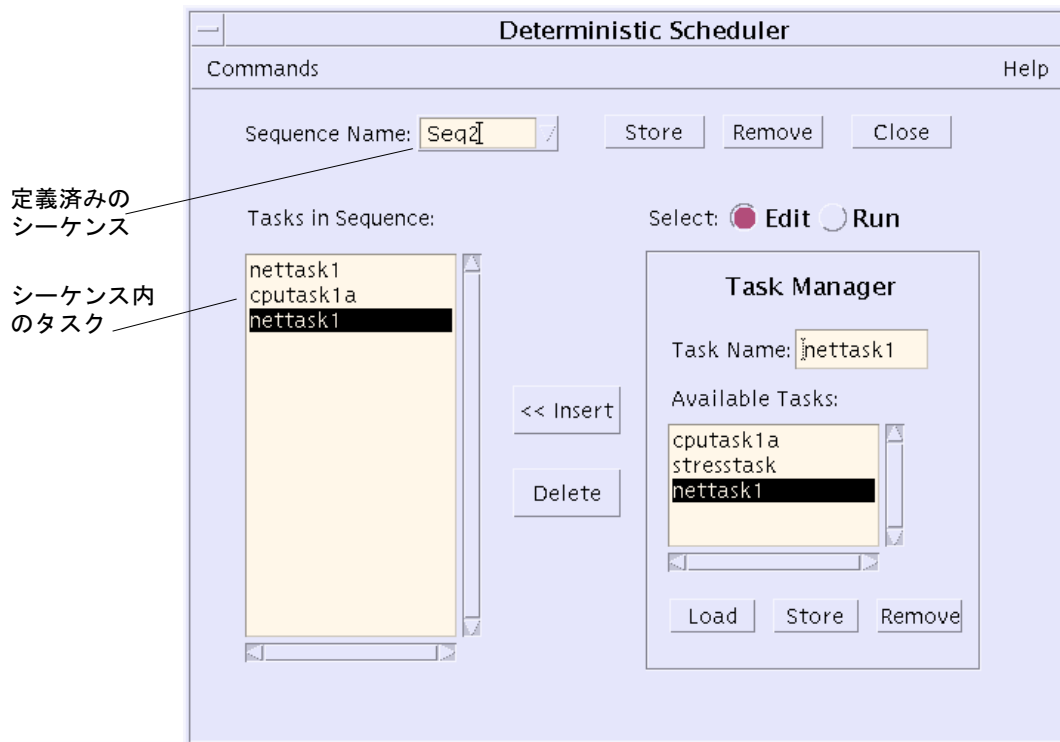 Deterministic Scheduler
Commands
Help
Sequence Name:
Seq2
Store
Remove
Close
定義済みの
シーケンス
Tasks in Sequence:
Select:
Edit
Run
シーケンス内
のタスク
nettask1
cputask1a
nettask1
<< Insert
Delete
Task Manager
Task Name:
nettask1
Available Tasks:
cputask1a
stresstask
nettask1
Load
Store
Remove